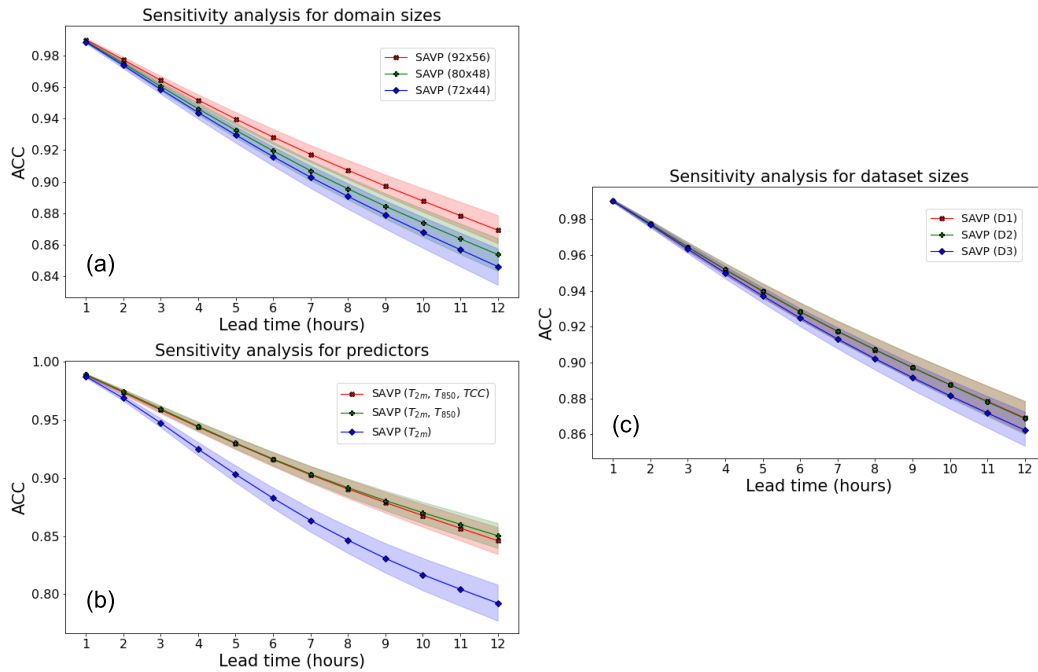 Sensitivity analysis for domain sizes
ACC
0.98
0.96
0.94
0.92
0.90
0.88
0.86
0.84
SAVP (92x56)
SAVP (80x48)
SAVP (72x44)
(a)
1 2 3 4 5 6 7 8 9 10 11 12
Lead time (hours)
Sensitivity analysis for predictors
ACC
1.00
0.95
0.90
0.85
0.80
SAVP (T2m, T850, TCC)
SAVP (T2m, T850)
SAVP (T2m)
(b)
1 2 3 4 5 6 7 8 9 10 11 12
Lead time (hours)
Sensitivity analysis for dataset sizes
ACC
0.98
0.96
0.94
0.92
0.90
0.88
0.86
SAVP (D1)
SAVP (D2)
SAVP (D3)
(c)
1 2 3 4 5 6 7 8 9 10 11 12
Lead time (hours)